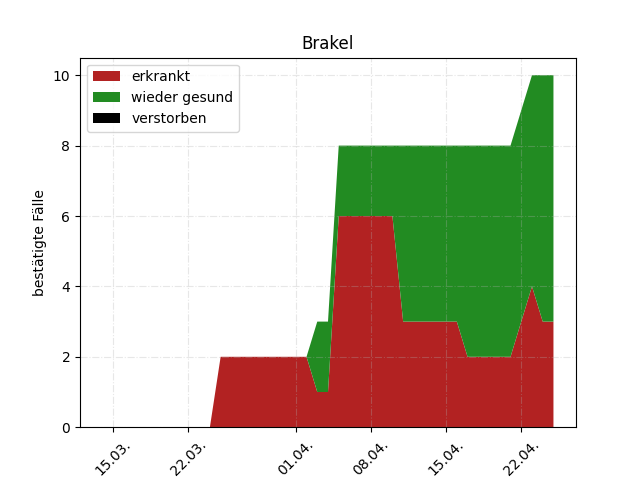 Brakel
erkrankt
wieder gesund
verstorben
bestätigte Fälle
10
8
6
4
2
0
15.03.
22.03.
01.04.
08.04.
15.04.
22.04.